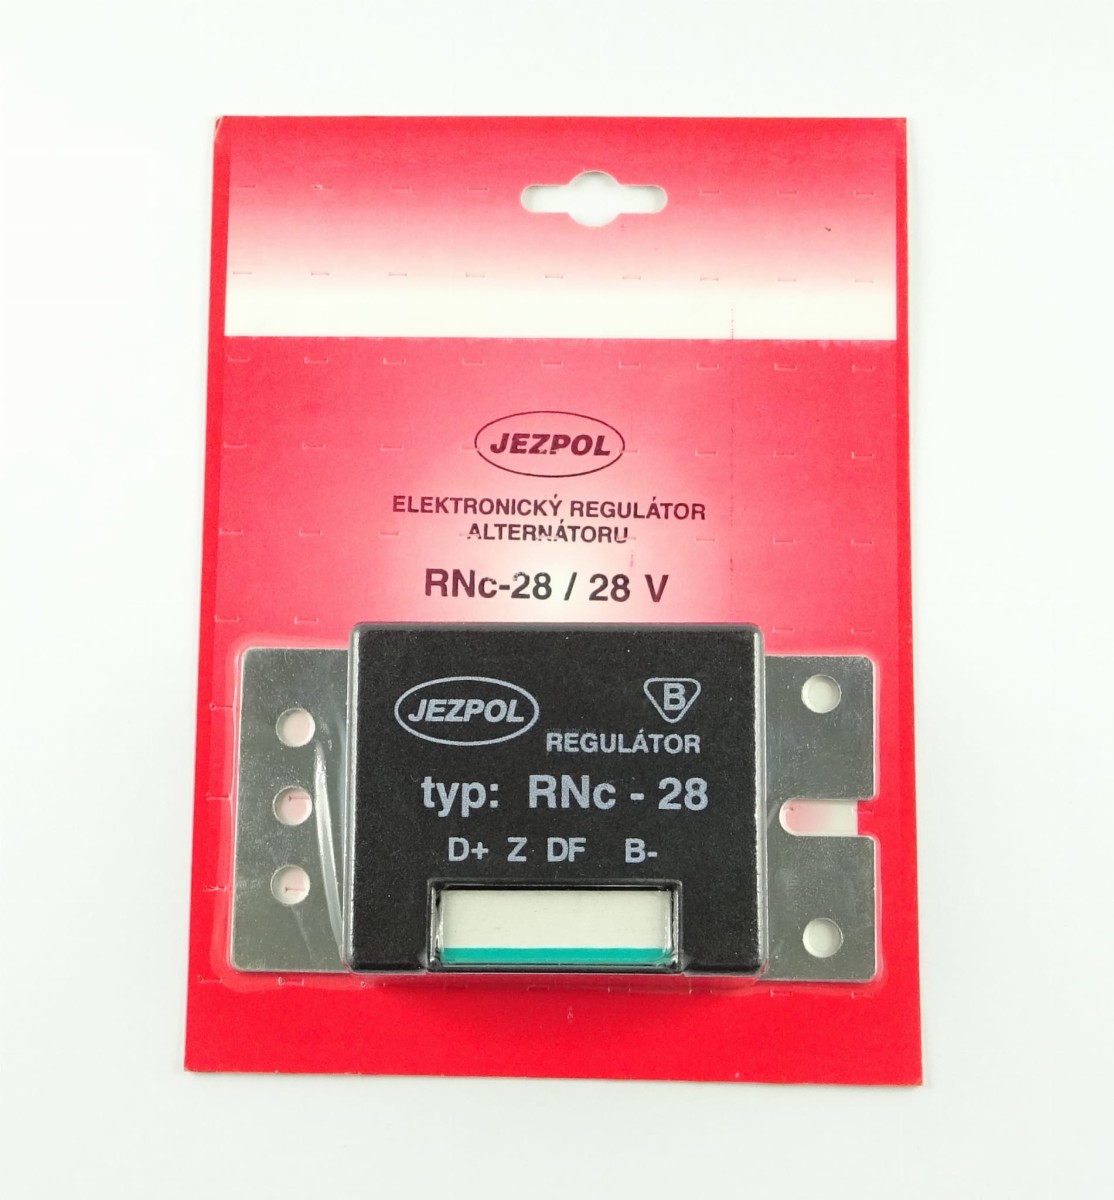 JEZPOL
ELEKTRONICKÝ REGULÁTOR
ALTERNÁTORU
RNc-28 / 28 V
JEZPOL
B
REGULÁTOR
typ: RNc - 28
D+ Z DF B-